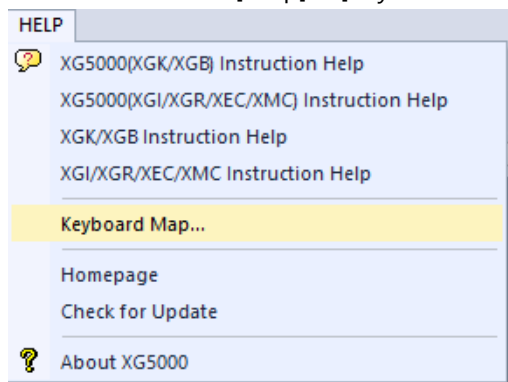 HELP
XG5000(XGK/XGB) Instruction Help
XG5000(XGI/XGR/XEC/XMC) Instruction Help
XGK/XGB Instruction Help
XGI/XGR/XEC/XMC Instruction Help
Keyboard Map...
Homepage
Check for Update
About XG5000